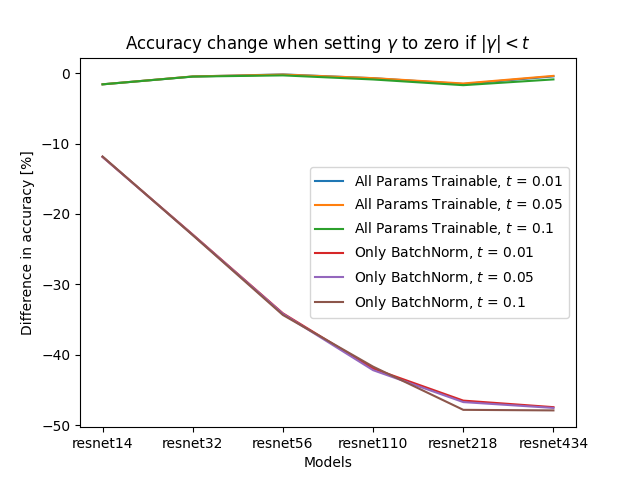 Accuracy change when setting γ to zero if |γ| < t
Difference in accuracy [%]
0
−10
−20
−30
−40
−50
All Params Trainable, t = 0.01
All Params Trainable, t = 0.05
All Params Trainable, t = 0.1
Only BatchNorm, t = 0.01
Only BatchNorm, t = 0.05
Only BatchNorm, t = 0.1
resnet14 resnet32 resnet56 resnet110 resnet218 resnet434
Models